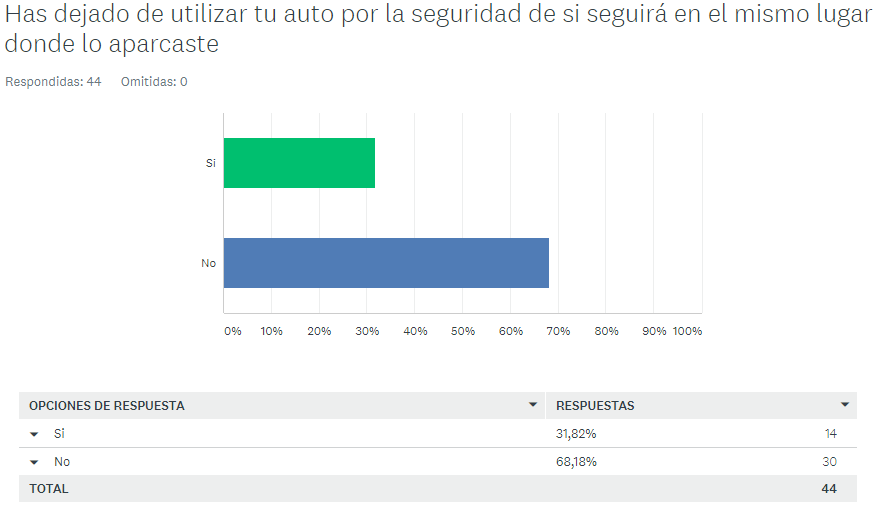 Has dejado de utilizar tu auto por la seguridad de si seguirá en el mismo lugar
donde lo aparcaste
Respondidas: 44 Omitidas: 0
Si
No
0% 10% 20% 30% 40% 50% 60% 70% 80% 90% 100%
OPCIONES DE RESPUESTA RESPUESTAS
Si 31,82% 14
No 68,18% 30
TOTAL 44